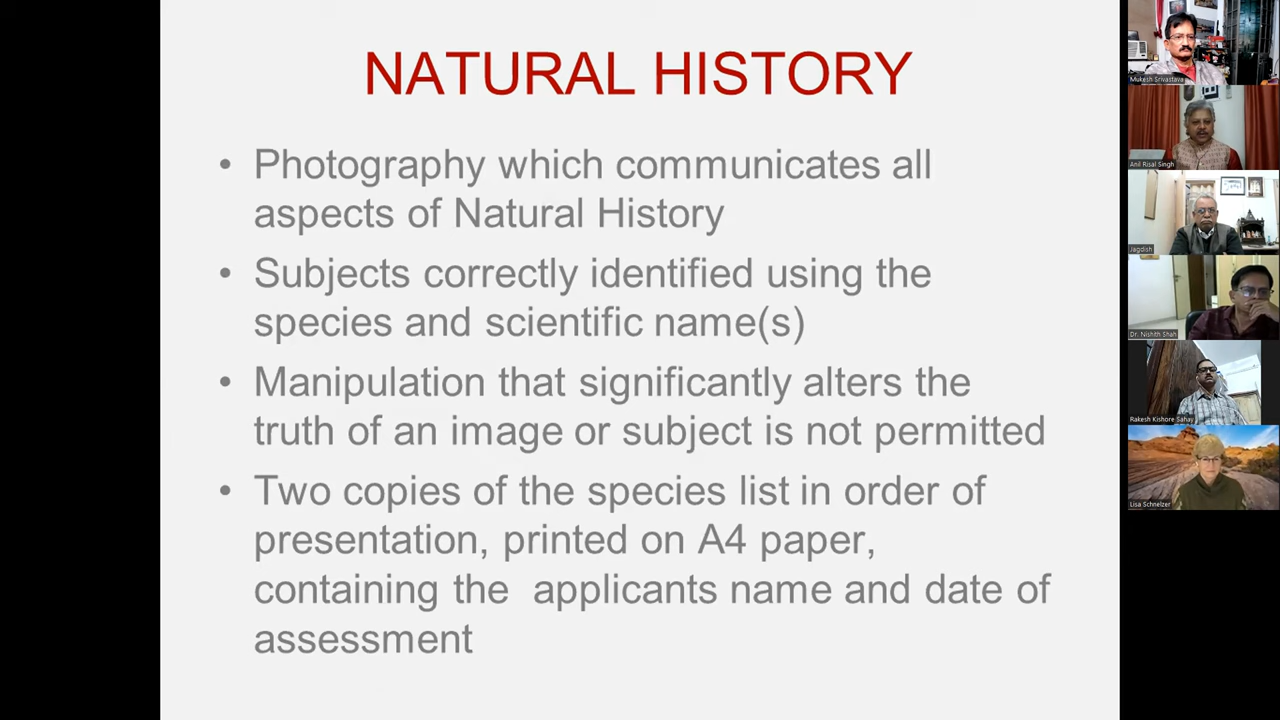 NATURAL HISTORY
• Photography which communicates all
aspects of Natural History
• Subjects correctly identified using the
species and scientific name(s)
• Manipulation that significantly alters the
truth of an image or subject is not permitted
• Two copies of the species list in order of
presentation, printed on A4 paper,
containing the  applicants name and date of
assessment
Mukesh Srivastava
Anil Risal Singh
Jagdish
Dr. Nishith Shah
Rakesh Kishore Sahay
Lisa Schnelzer